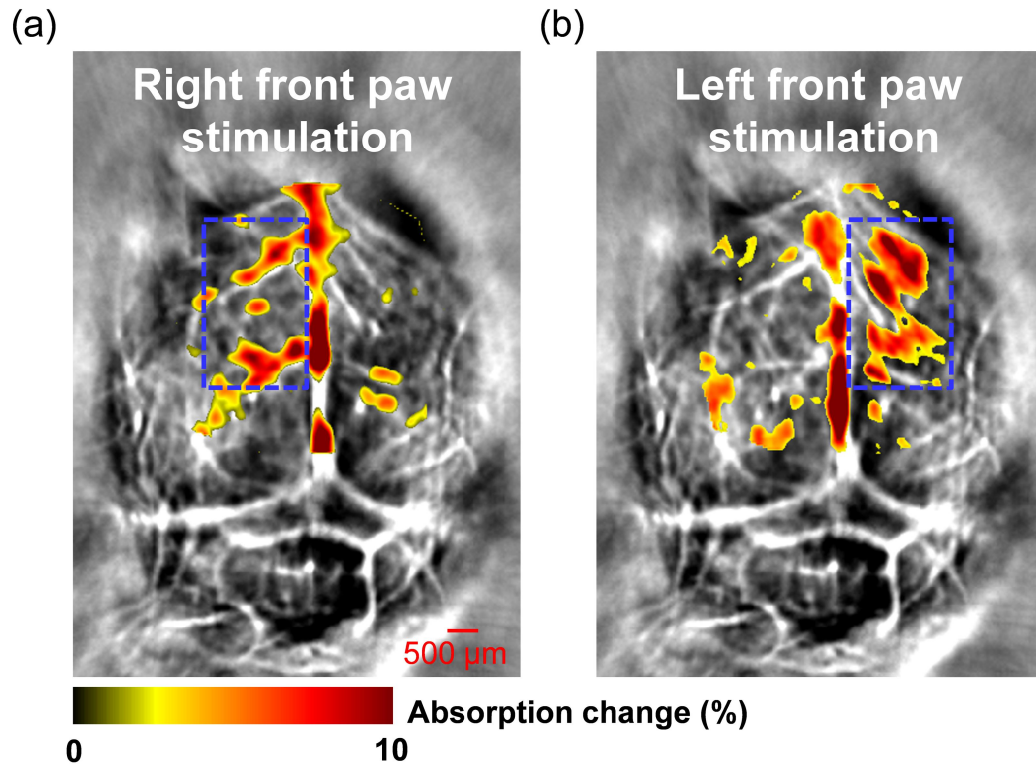 (a)
(b)
Right front paw
stimulation
Left front paw
stimulation
500 µm
Absorption change (%)
0
10